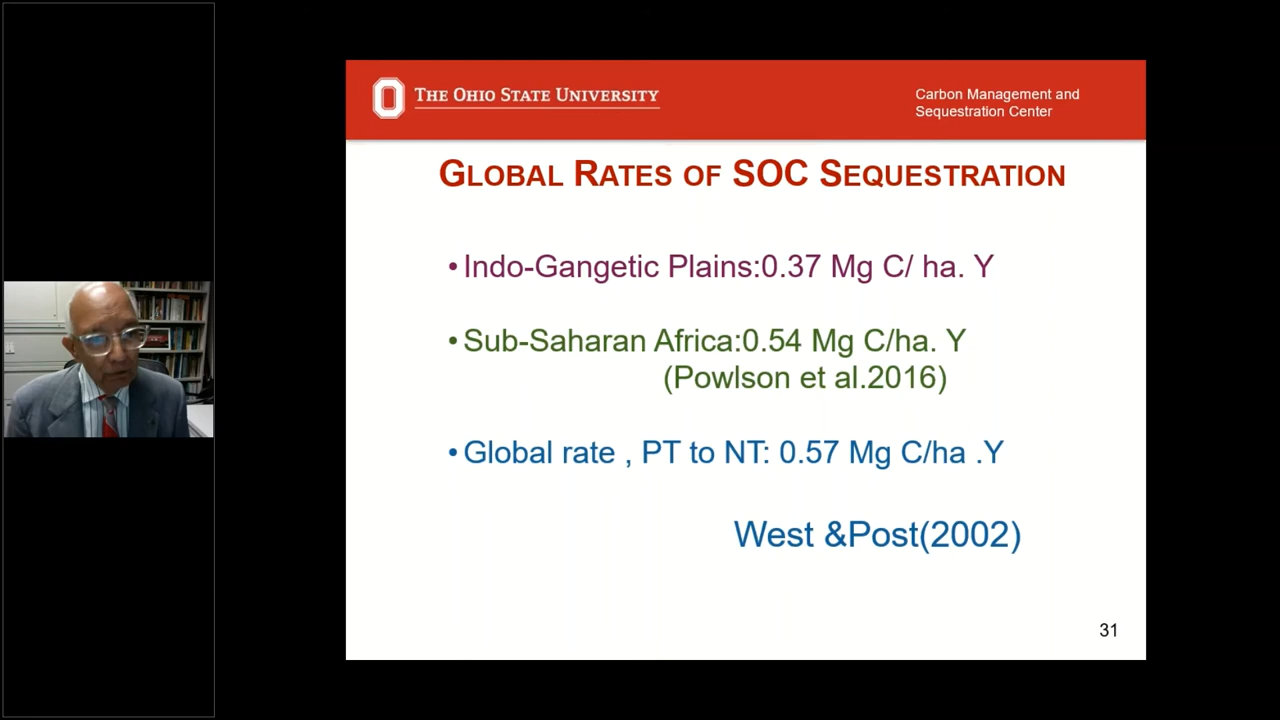 THE OHIO STATE UNIVERSITY
Carbon Management and
Sequestration Center
GLOBAL RATES OF SOC SEQUESTRATION
•Indo-Gangetic Plains:0.37 Mg C/ ha. Y
•Sub-Saharan Africa:0.54 Mg C/ha. Y
(Powlson et al.2016)
•Global rate , PT to NT: 0.57 Mg C/ha .Y
West &Post(2002)
31